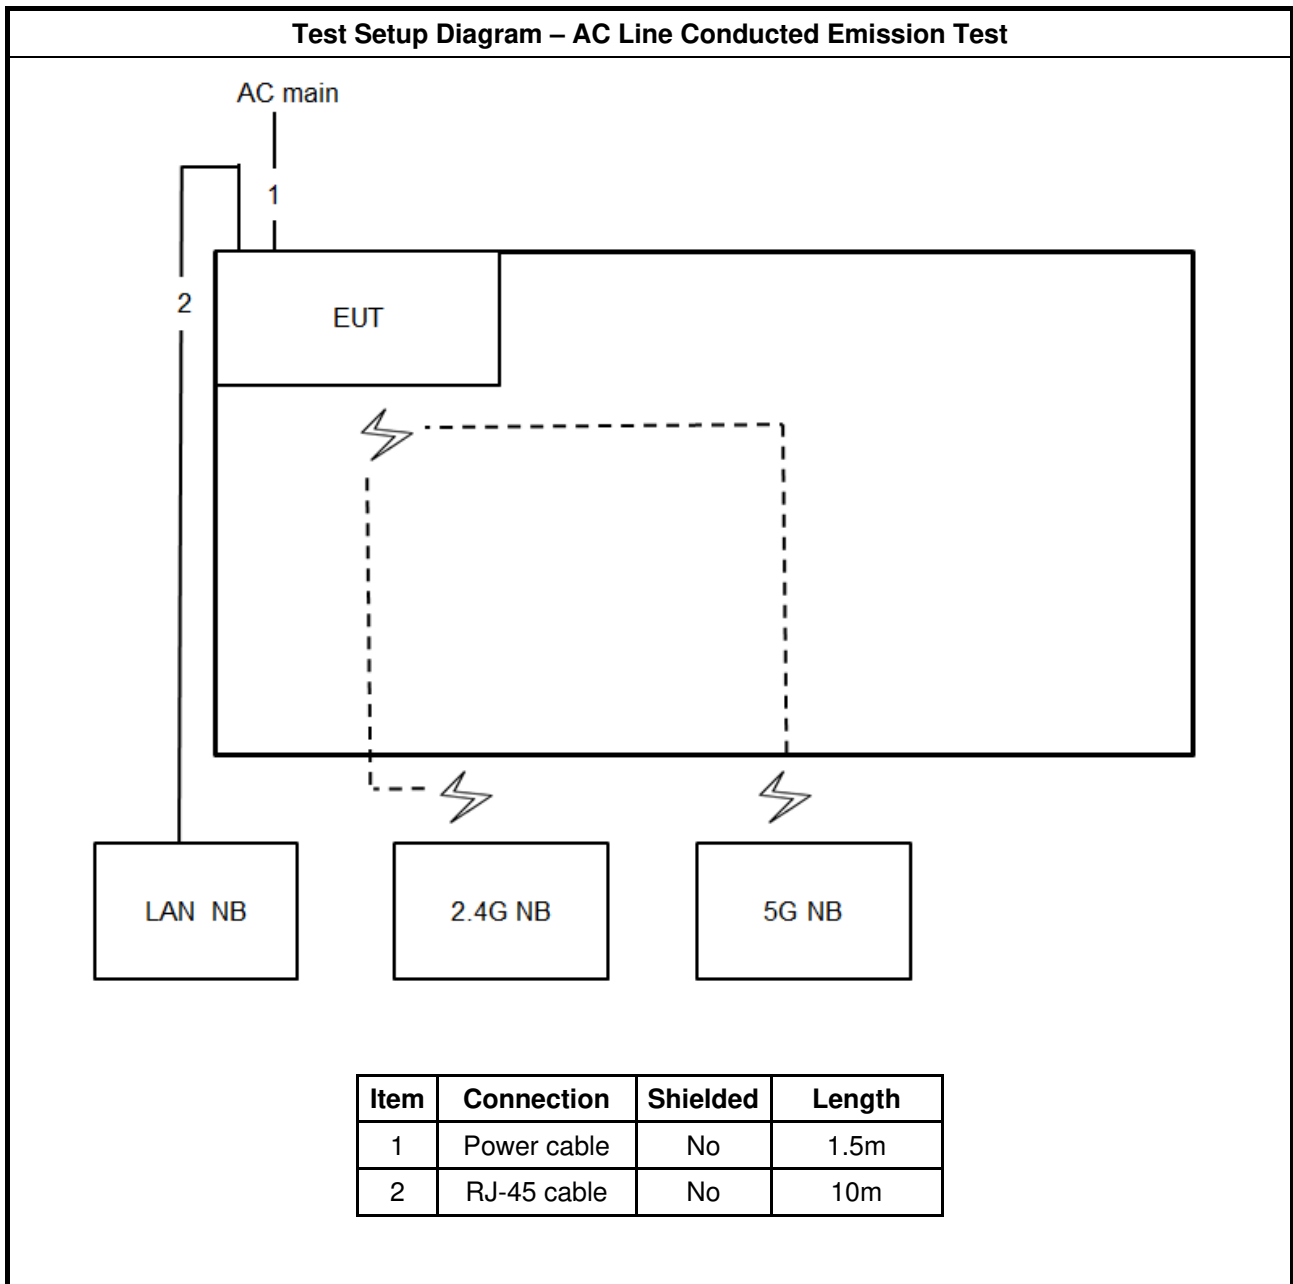 Test Setup Diagram – AC Line Conducted Emission Test
AC main
1
2
EUT
LAN NB
2.4G NB
5G NB
Item Connection Shielded Length
1 Power cable No 1.5m
2 RJ-45 cable No 10m